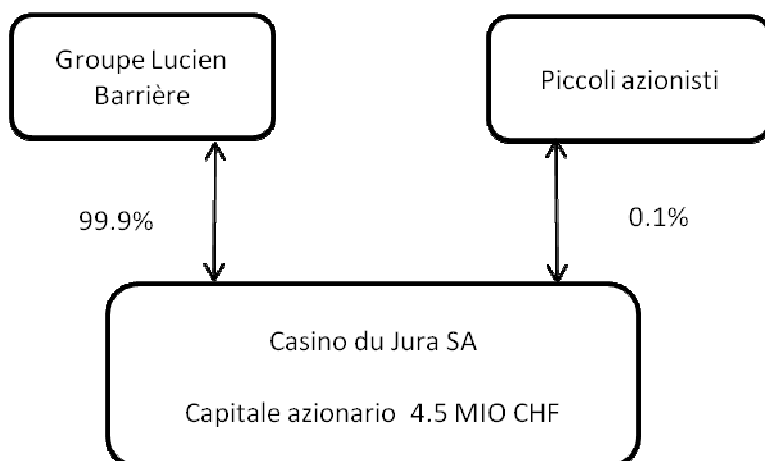 Groupe Lucien
Barrière
Piccoli azionisti
99.9%
0.1%
Casino du Jura SA
Capitale azionario 4.5 MIO CHF